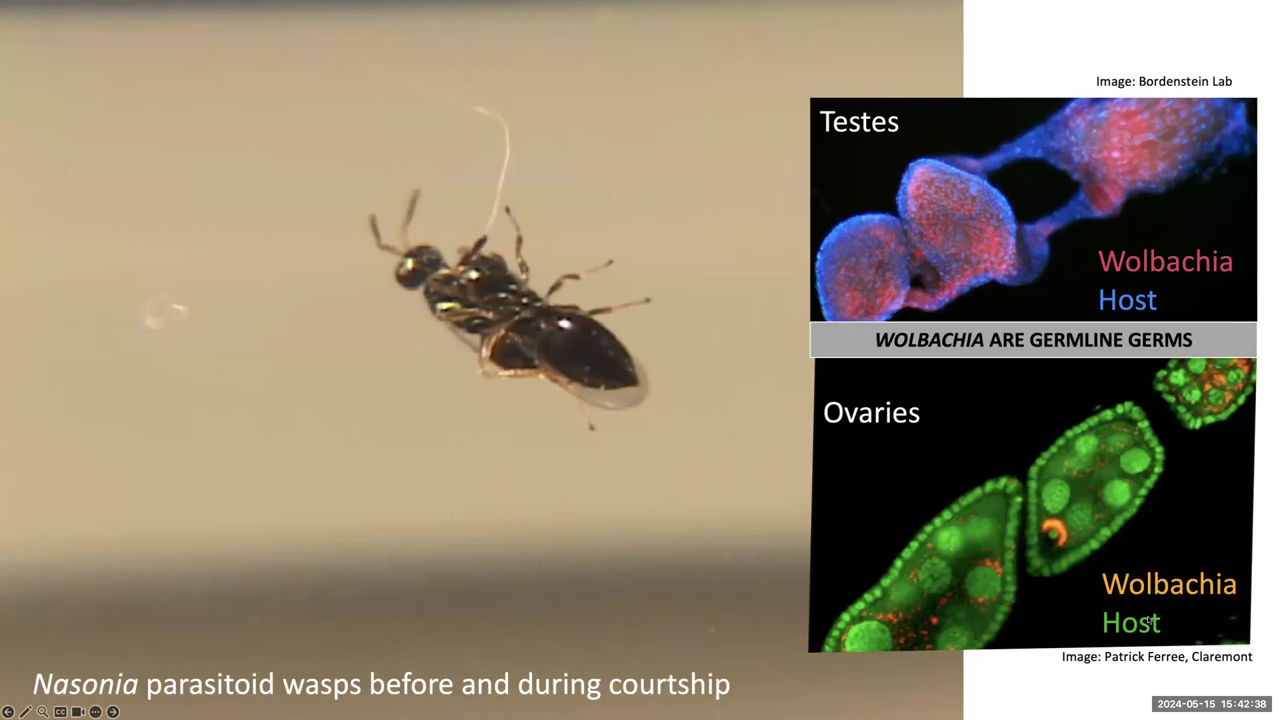 Image: Bordenstein Lab
Testes
Wolbachia
Host
WOLBACHIA ARE GERMLINE GERMS
Ovaries
Wolbachia
Host
Image: Patrick Ferree, Claremont
Nasonia parasitoid wasps before and during courtship
CC
2024-05-15 15:42:38